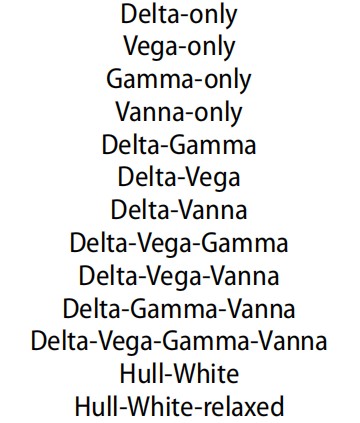 Delta-only
Vega-only
Gamma-only
Vanna-only
Delta-Gamma
Delta-Vega
Delta-Vanna
Delta-Vega-Gamma
Delta-Vega-Vanna
Delta-Gamma-Vanna
Delta-Vega-Gamma-Vanna
Hull-White
Hull-White-relaxed